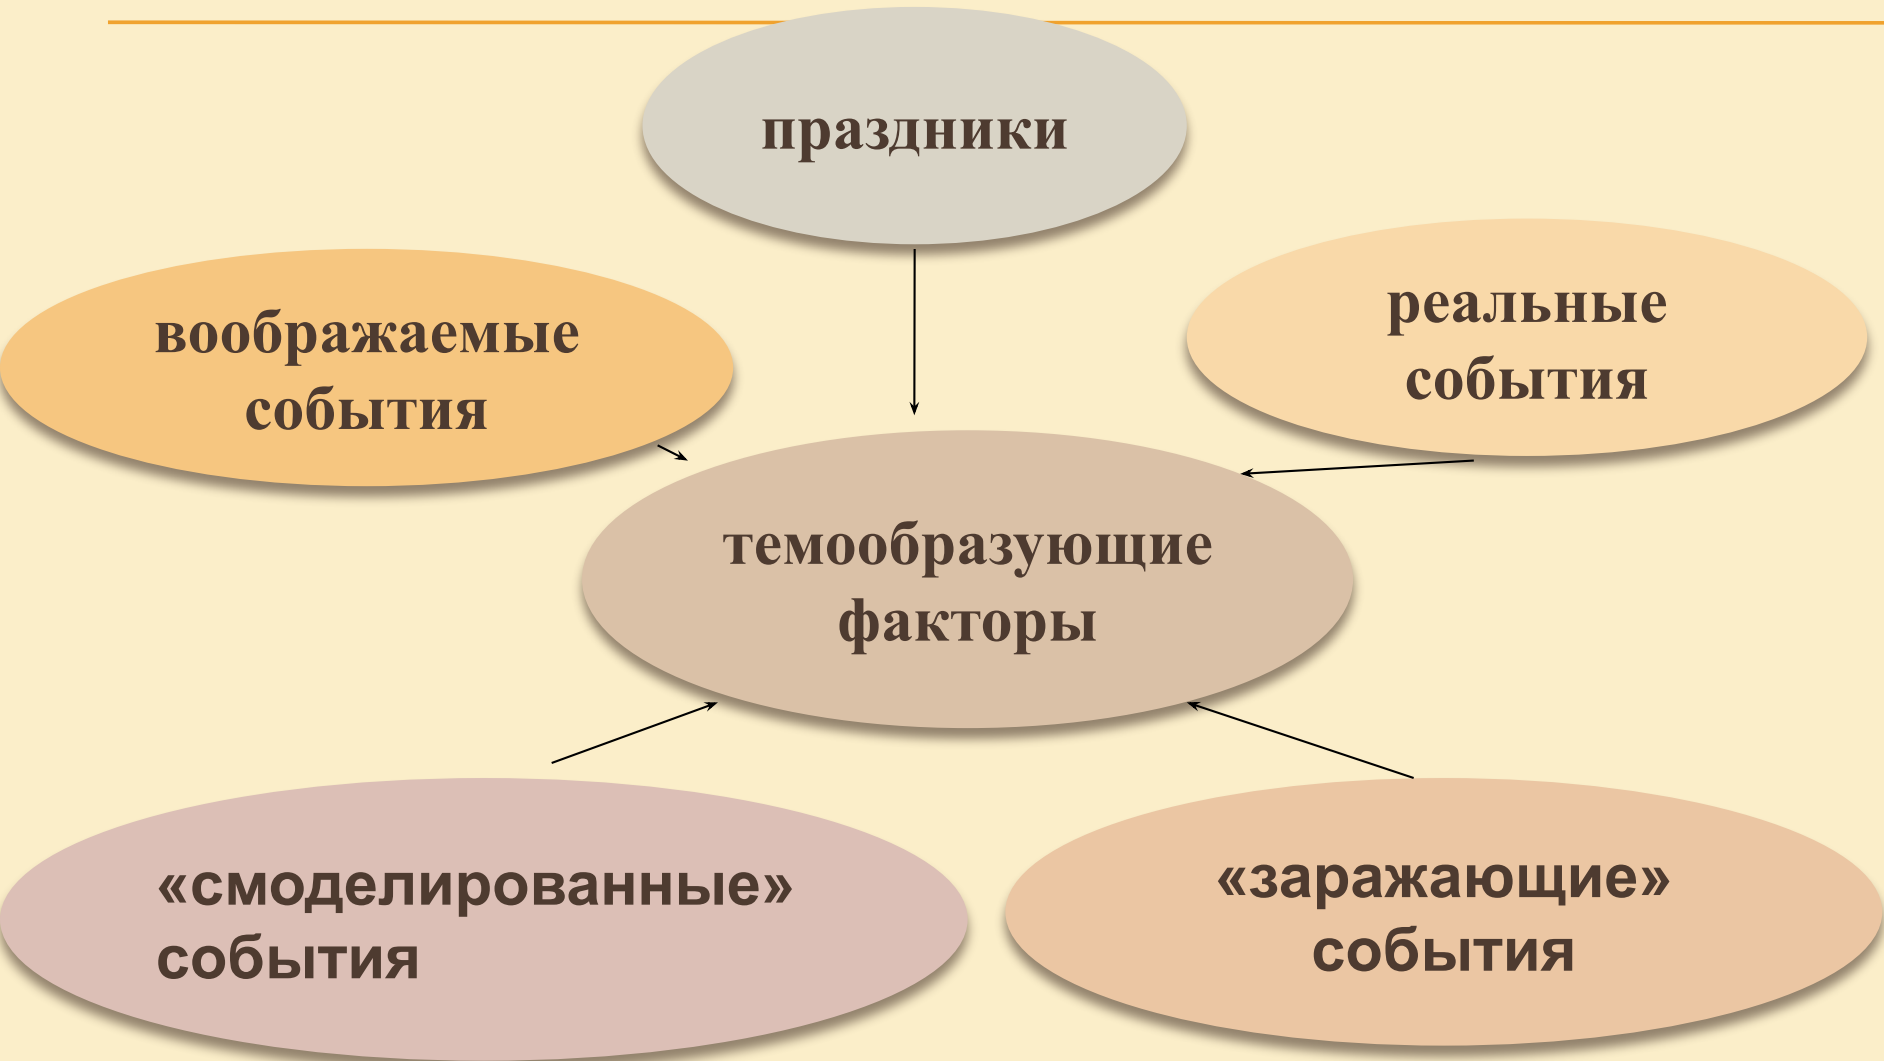 праздники
воображаемые
события
реальные
события
темообразующие
факторы
«смоделированные»
события
«заражающие»
события